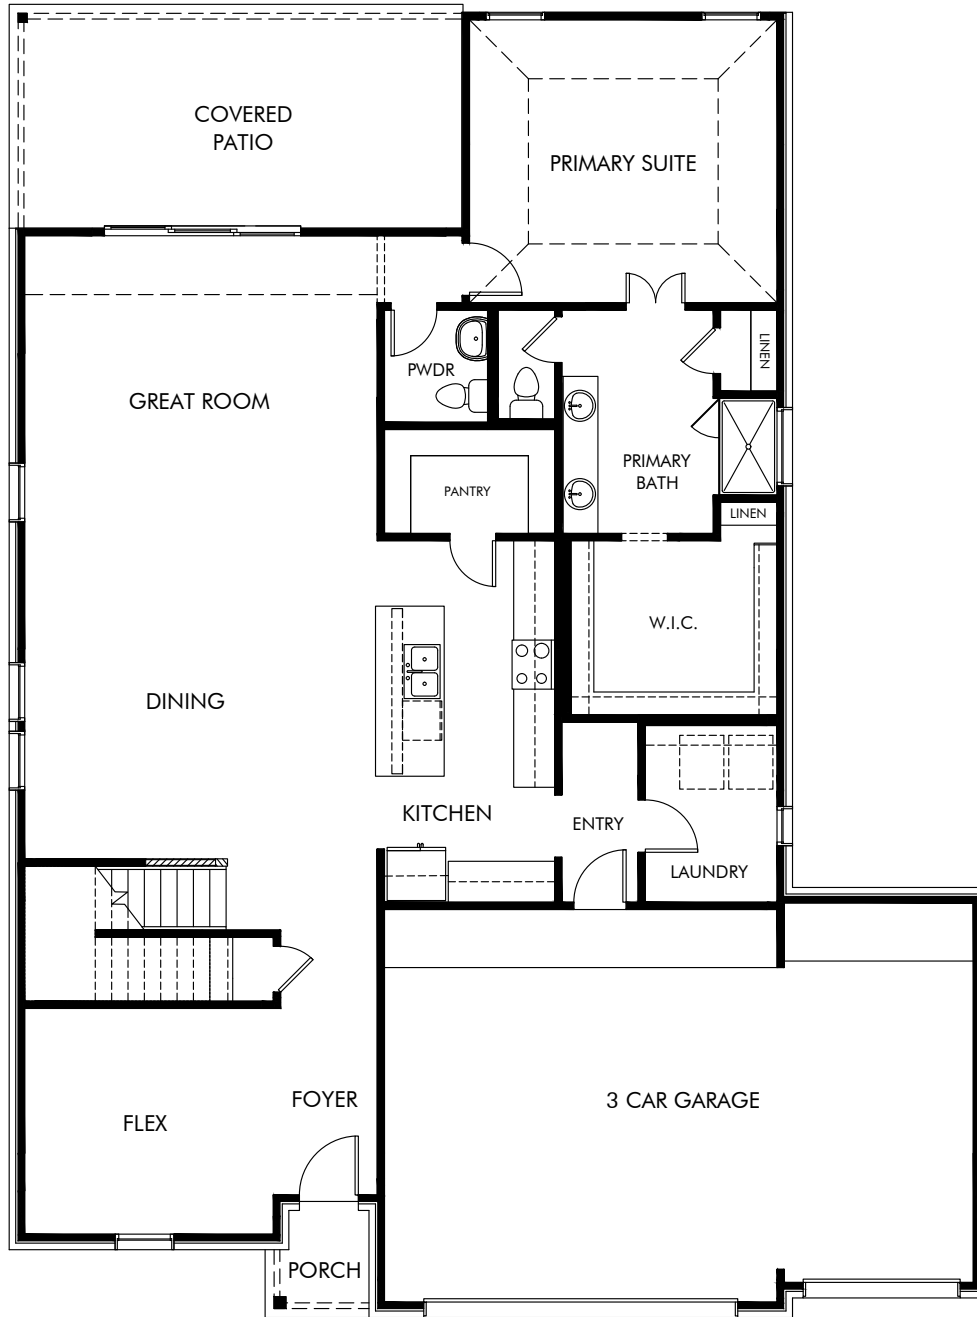 COVERED
PATIO
PRIMARY SUITE
LINEN
PWDR
GREAT ROOM
PRIMARY
BATH
PANTRY
LINEN
W.I.C.
DINING
KITCHEN
ENTRY
LAUNDRY
FOYER
3 CAR GARAGE
FLEX
PORCH